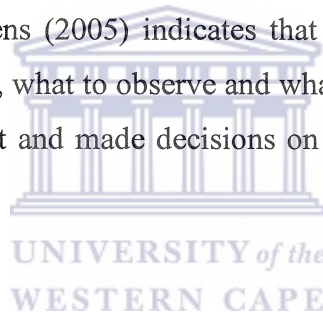 ens (2005) indicates that
, what to observe and wha
t and made decisions on
UNIVERSITY of the
WESTERN CAPE